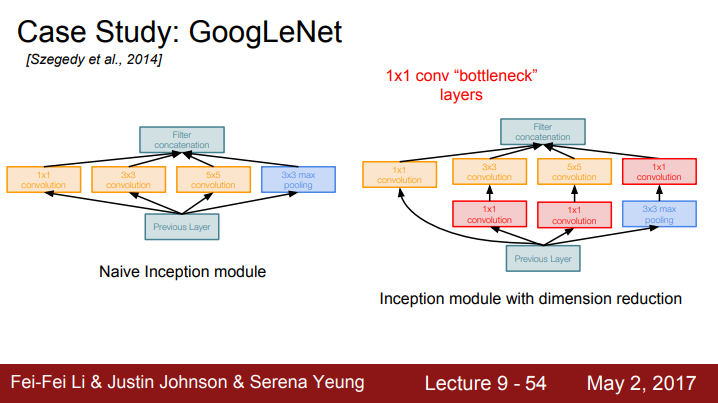 Case Study: GoogLeNet
[Szegedy et al., 2014]
1x1 conv “bottleneck”
layers
Filter
concatenation
1x1
convolution
3x3
convolution
5x5
convolution
3x3 max
pooling
Previous Layer
Naive Inception module
Filter
concatenation
1x1
convolution
3x3
convolution
5x5
convolution
1x1
convolution
1x1
convolution
1x1
convolution
3x3 max
pooling
Previous Layer
Inception module with dimension reduction
Fei-Fei Li & Justin Johnson & Serena Yeung
Lecture 9 - 54
May 2, 2017